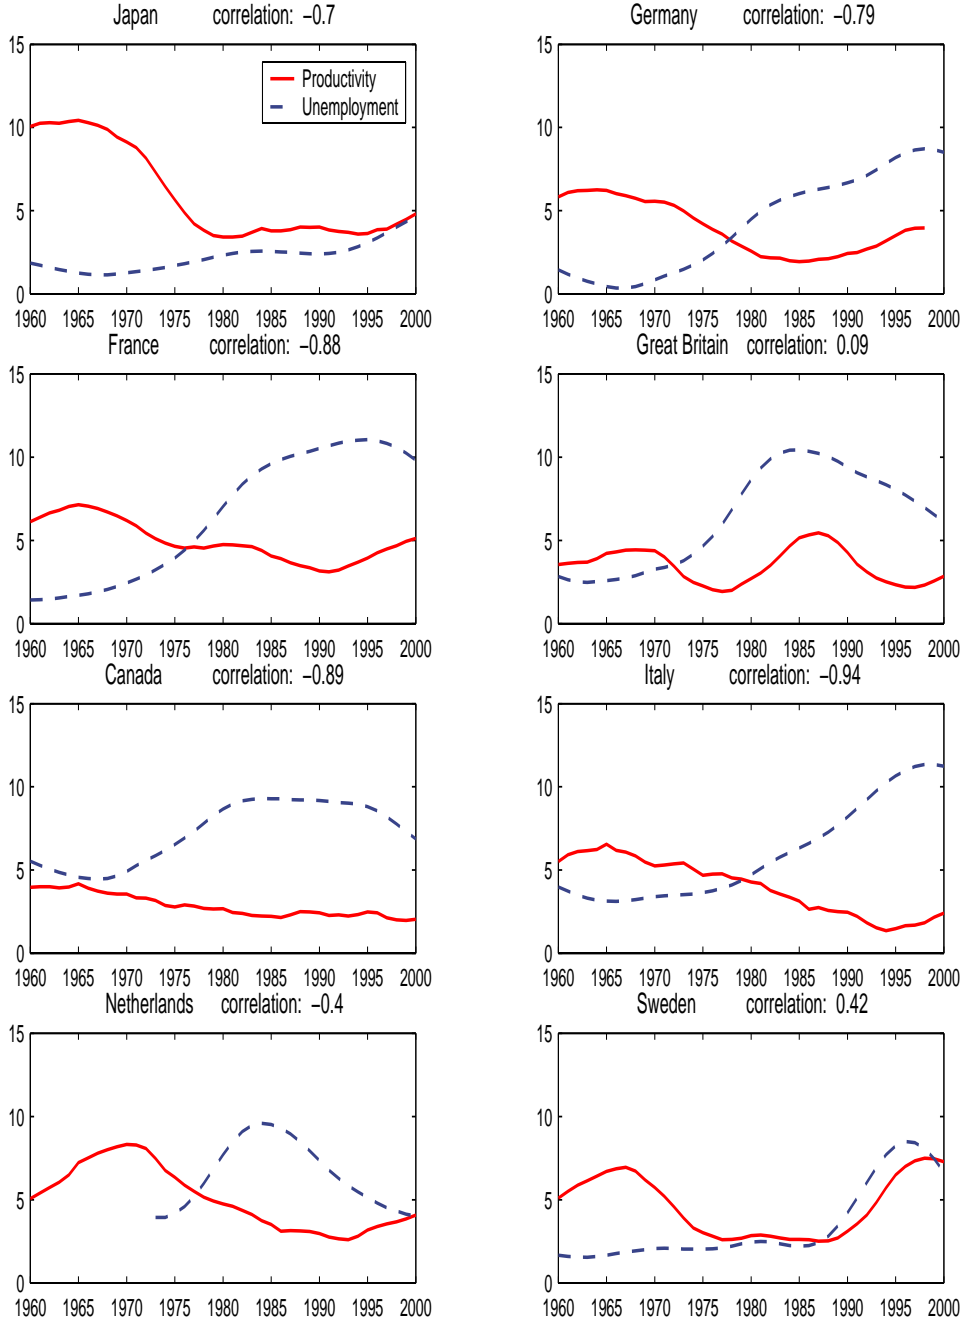 Japan correlation: −0.7
Germany correlation: −0.79
15
10
5
0
Productivity
Unemployment
1960 1965 1970 1975 1980 1985 1990 1995 2000
15
10
5
0
1960 1965 1970 1975 1980 1985 1990 1995 2000
France correlation: −0.88
Great Britain correlation: 0.09
15
10
5
0
1960 1965 1970 1975 1980 1985 1990 1995 2000
15
10
5
0
1960 1965 1970 1975 1980 1985 1990 1995 2000
Canada correlation: −0.89
Italy correlation: −0.94
15
10
5
0
1960 1965 1970 1975 1980 1985 1990 1995 2000
15
10
5
0
1960 1965 1970 1975 1980 1985 1990 1995 2000
Netherlands correlation: −0.4
Sweden correlation: 0.42
15
10
5
0
1960 1965 1970 1975 1980 1985 1990 1995 2000
15
10
5
0
1960 1965 1970 1975 1980 1985 1990 1995 2000